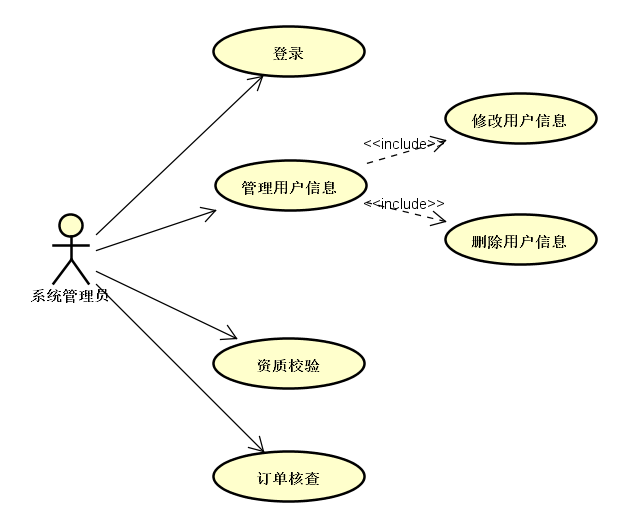 登录
修改用户信息
<<include>>
管理用户信息
<<include>>
删除用户信息
系统管理员
资质校验
订单核查